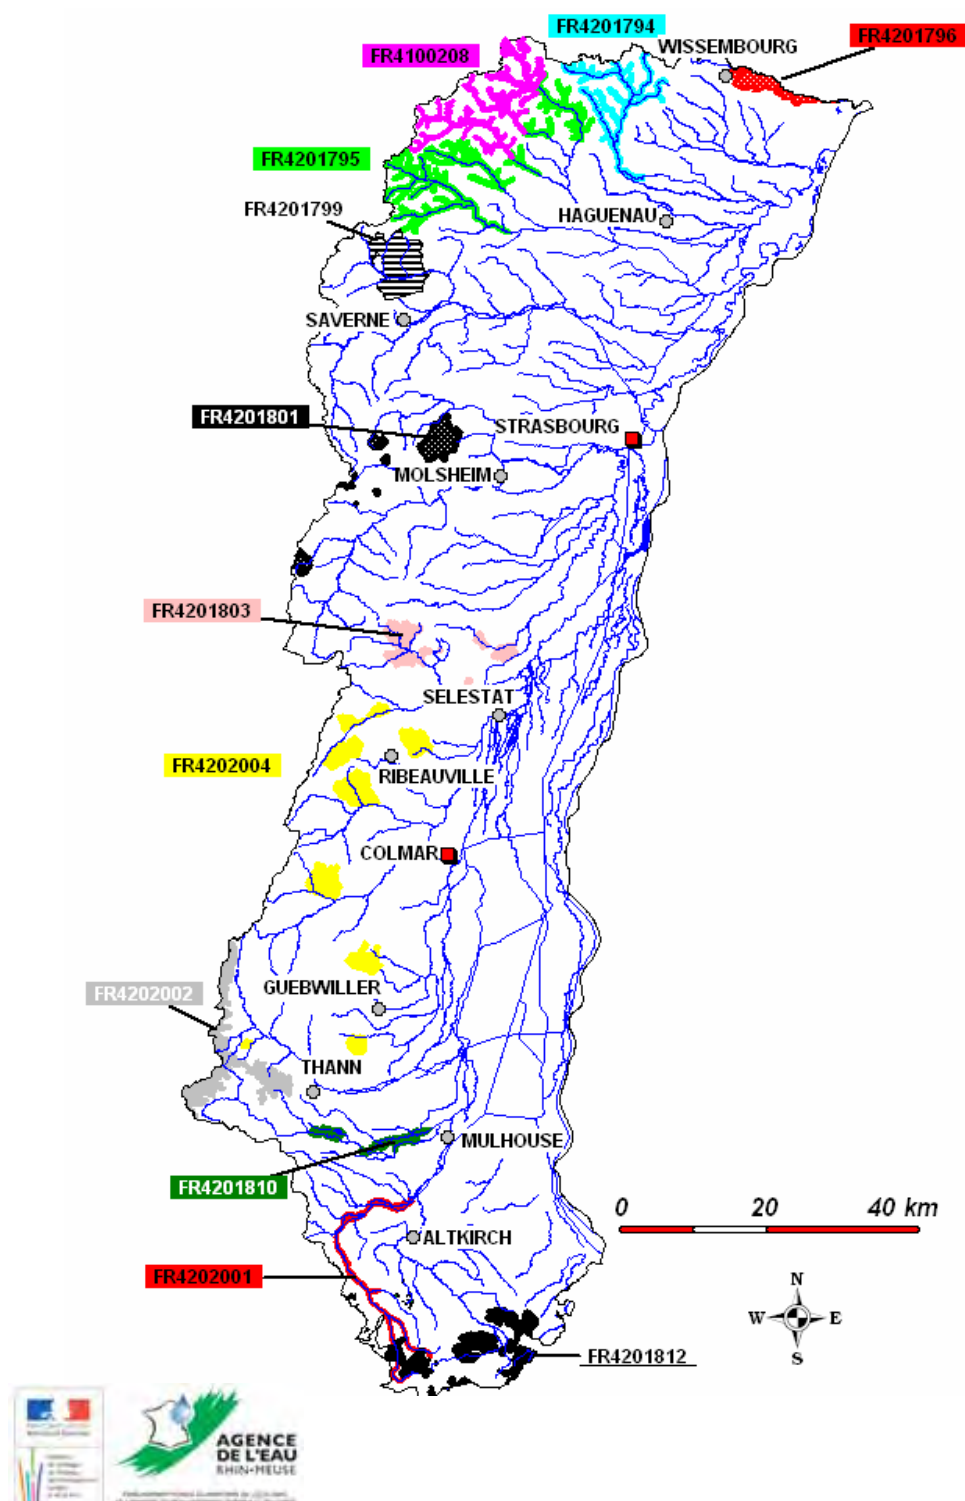 FR4201794
WISSEMBOURG
FR4201796
FR4100208
FR4201795
FR4201799
HAGUENAU
SAVERNE
FR4201801
STRASBOURG
MOLSHEIM
FR4201803
SELESTAT
FR4202004
RIBEAUVILLE
COLMAR
FR4202002
GUEBWILLER
THANN
MULHOUSE
FR4201810
0 20 40 km
ALTKIRCH
FR4202001
N
W E
S
FR4201812
AGENCE
DE L'EAU
RHIN-MEUSE